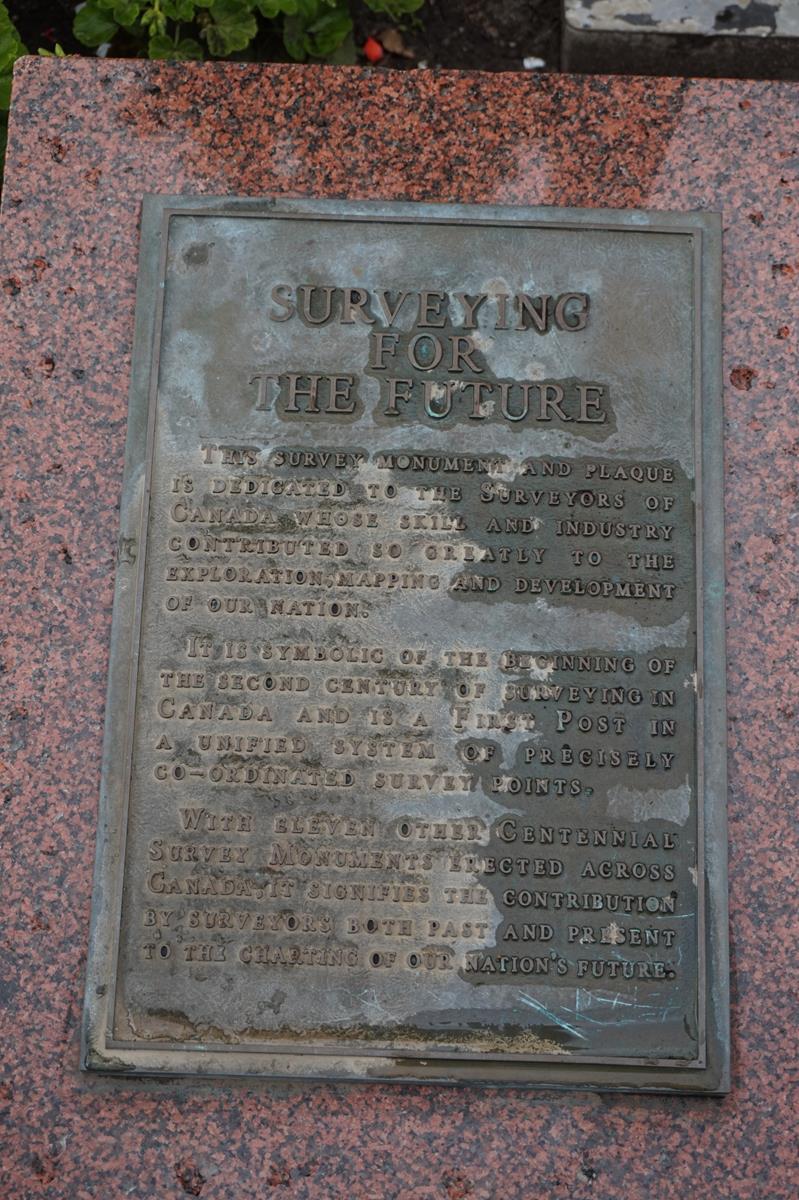 SURVEYING
FOR
THE FUTURE
THIS SURVEY MONUMENT AND PLAQUE
IS DEDICATED TO THE SURVEYORS OF
CANADA WHOSE SKILL AND INDUSTRY
CONTRIBUTED SO GREATLY TO THE
EXPLORATION, MAPPING AND DEVELOPMENT
OF OUR NATION.
IT IS SYMBOLIC OF THE BEGINNING OF
THE SECOND CENTURY OF SURVEYING IN
CANADA AND IS A FIRST POST IN
A UNIFIED SYSTEM OF PRECISELY
CO-ORDINATED SURVEY POINTS.
WITH ELEVEN OTHER CENTENNIAL
SURVEY MONUMENTS ERECTED ACROSS
CANADA, IT SIGNIFIES THE CONTRIBUTION
BY SURVEYORS BOTH PAST AND PRESENT
TO THE CHARTING OF OUR NATION'S FUTURE.